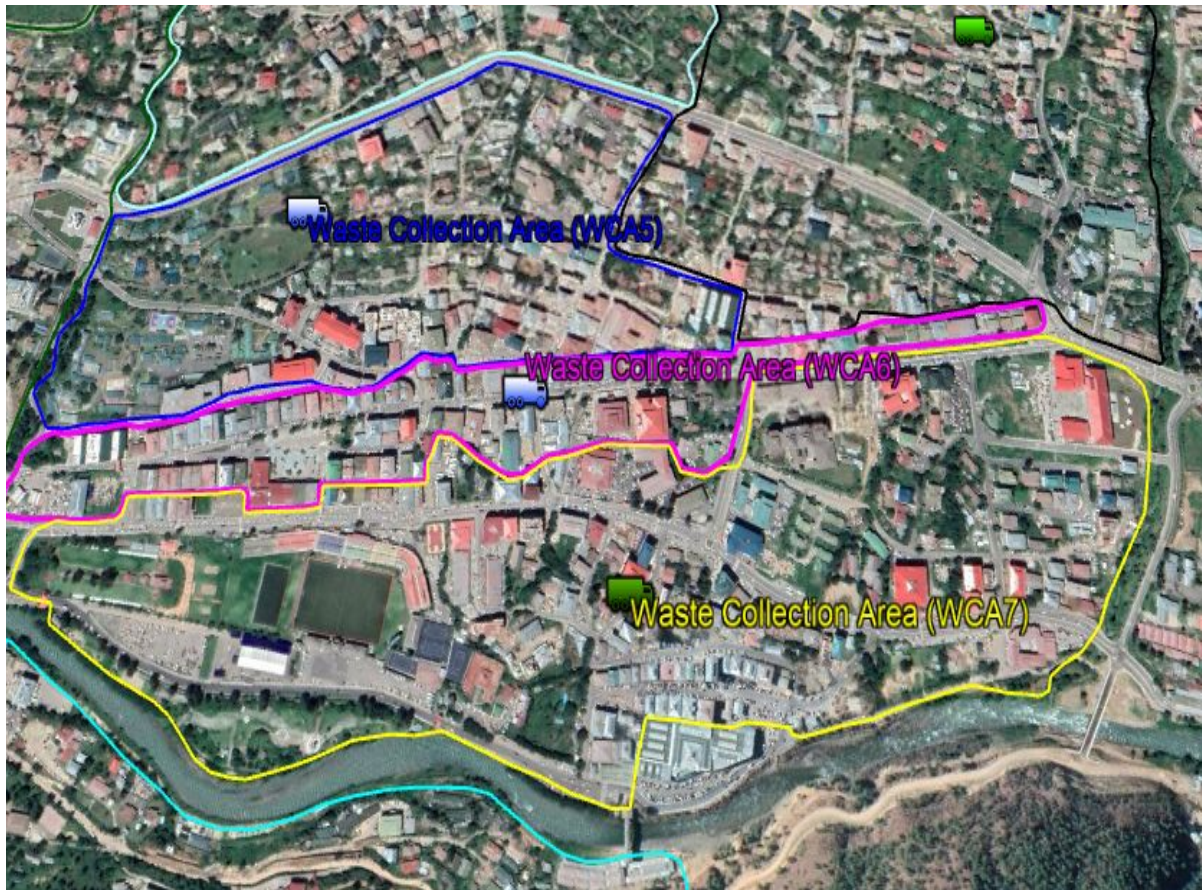 Waste Collection Area (WCA5)
Waste Collection Area (WCA6)
Waste Collection Area (WCA7)